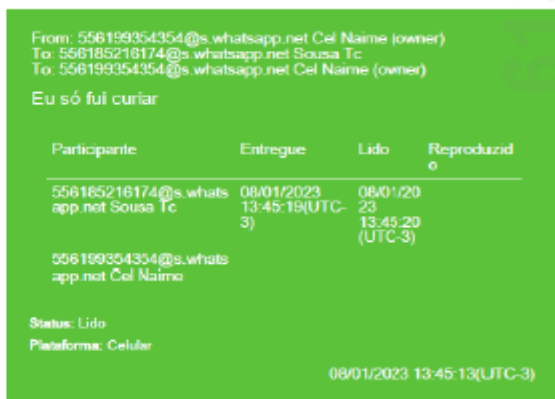 From: 556199354354@s.whatsapp.net Cel Naime (owner)
To: 556185216174@s.whatsapp.net Sousa Tc
To: 556199354354@s.whatsapp.net Cel Naime (owner)
Eu só fui curiar
Participante Entregue Lido Reproduzid
o
556185216174@s.whats 08/01/2023 08/01/20
app.net Sousa Tc 13:45:19(UTC- 23
3) 13:45:20
(UTC-3)
556199354354@s.whats
app.net Cel Naime
Status: Lido
Plataforma: Celular
08/01/2023 13:45:13(UTC-3)
61